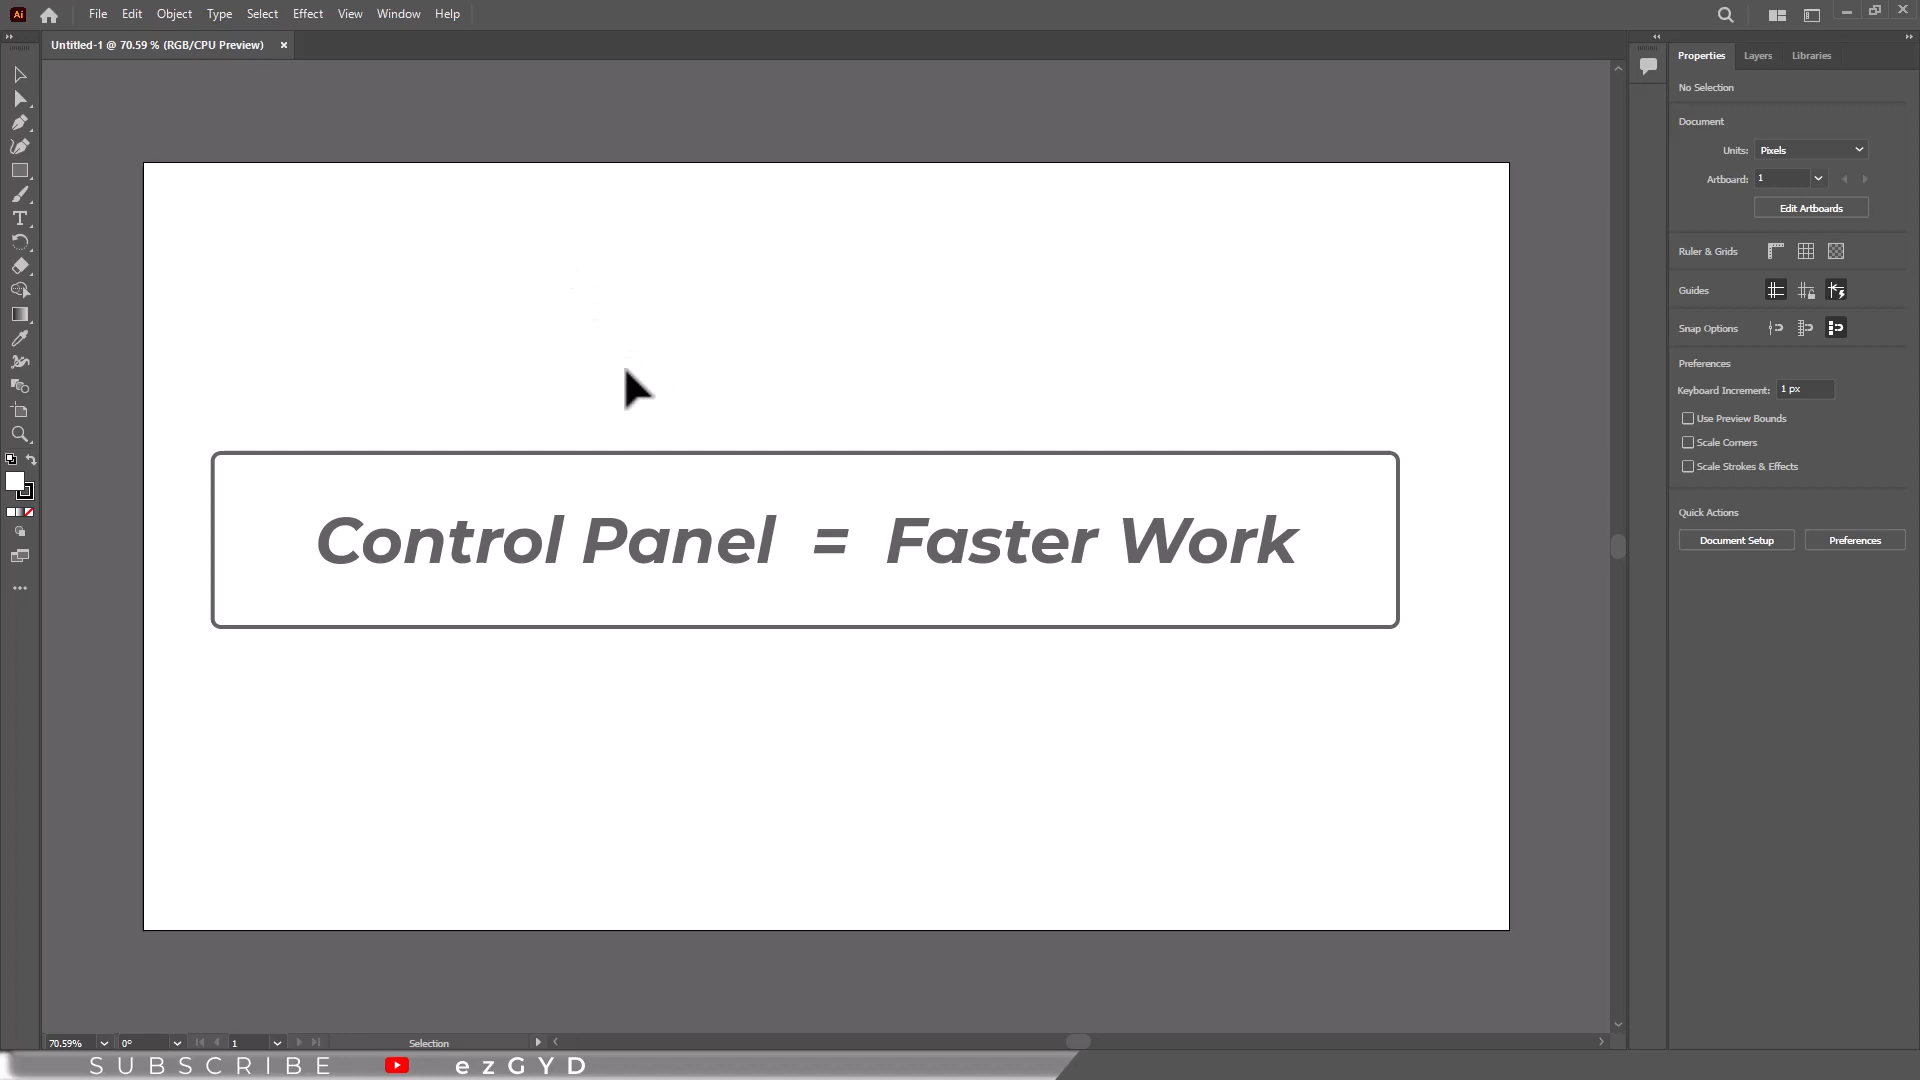 Ai File Edit Object Type Select Effect View Window Help
Untitled-1 @ 70.59 % (RGB/CPU Preview) ×
Properties Layers Libraries
No Selection
Document
Units: Pixels
Artboard: 1
Edit Artboards
Ruler & Grids
Guides
Snap Options
Preferences
Keyboard Increment: 1 px
Use Preview Bounds
Scale Corners
Scale Strokes & Effects
Quick Actions
Document Setup Preferences
Control Panel = Faster Work
70.59% 0° 1 Selection
SUBSCRIBE ezGYD